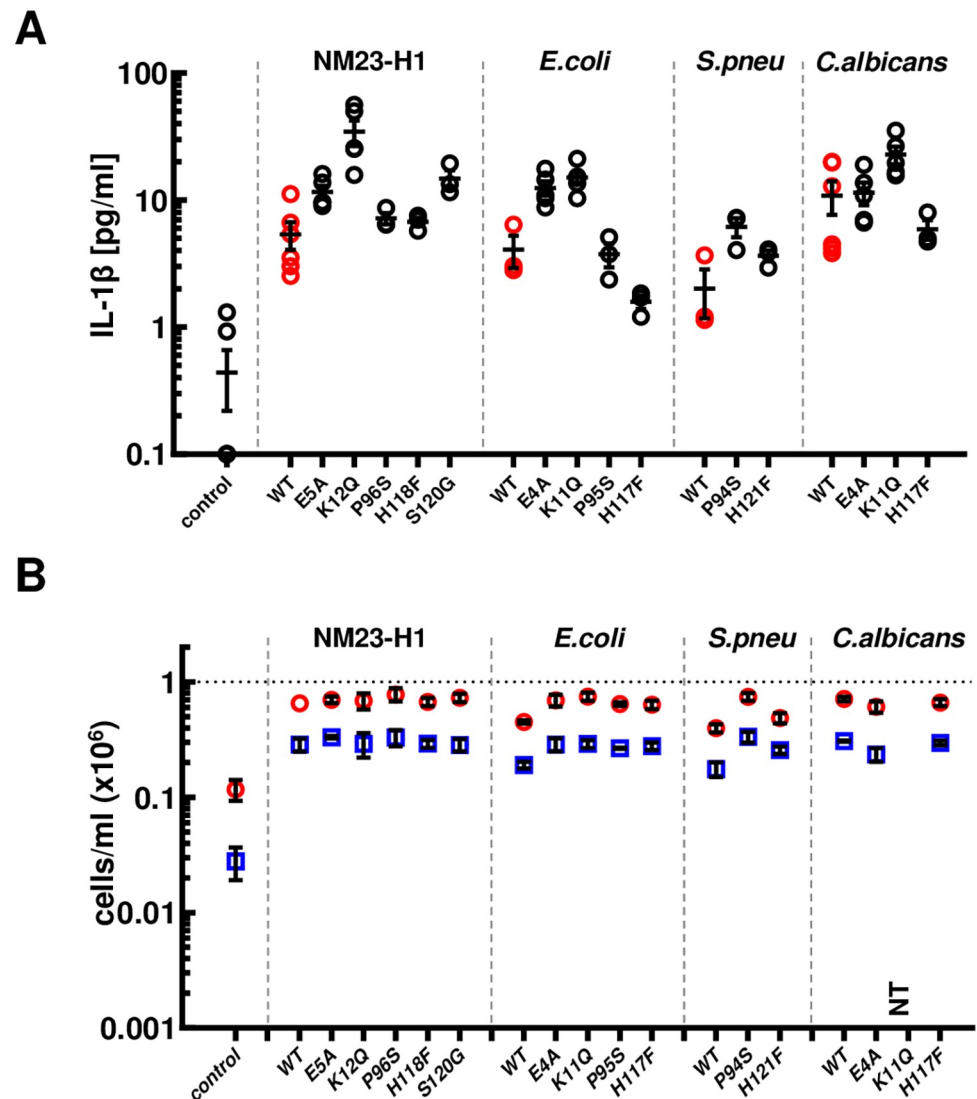 A
NM23-H1 E.coli S.pneu C.albicans
IL-1β [pg/ml]
100
10
1
0.1
control WT E5A K12Q P96S H118F S120G WT E4A K11Q P95S H117F WT P94S H121F WT E4A K11Q H117F
B
NM23-H1 E.coli S.pneu C.albicans
cells/ml (x10⁶)
1
0.1
0.01
0.001
NT
control WT E5A K12Q P96S H118F S120G WT E4A K11Q P95S H117F WT P94S H121F WT E4A K11Q H117F